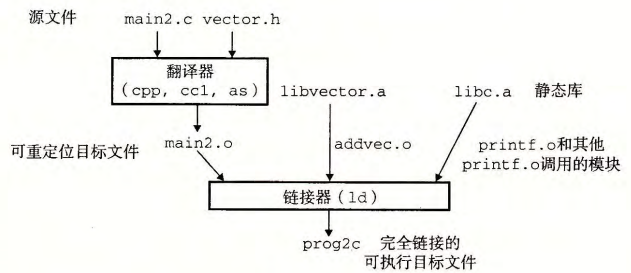 源文件 main2.c vector.h
翻译器
(cpp, cc1, as)
libvector.a
libc.a 静态库
可重定位目标文件
main2.o
addvec.o
printf.o和其他
printf.o调用的模块
链接器(ld)
prog2c 完全链接的
可执行目标文件